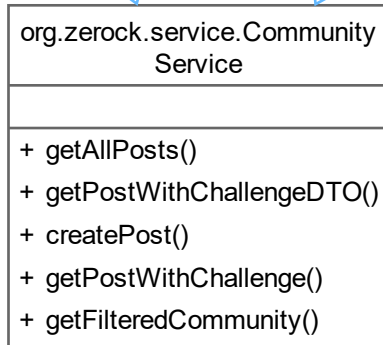 org.zerock.service.Community
Service
+ getAllPosts()
+ getPostWithChallengeDTO()
+ createPost()
+ getPostWithChallenge()
+ getFilteredCommunity()